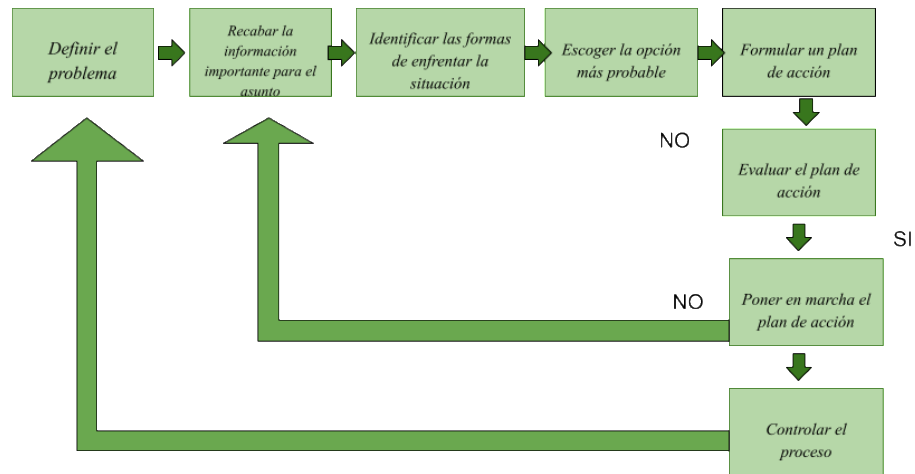 Definir el
problema
Recabar la
información
importante para el
asunto
Identificar las formas
de enfrentar la
situación
Escoger la opción
más probable
Formular un plan
de acción
NO
Evaluar el plan de
acción
SI
NO
Poner en marcha el
plan de acción
Controlar el
proceso